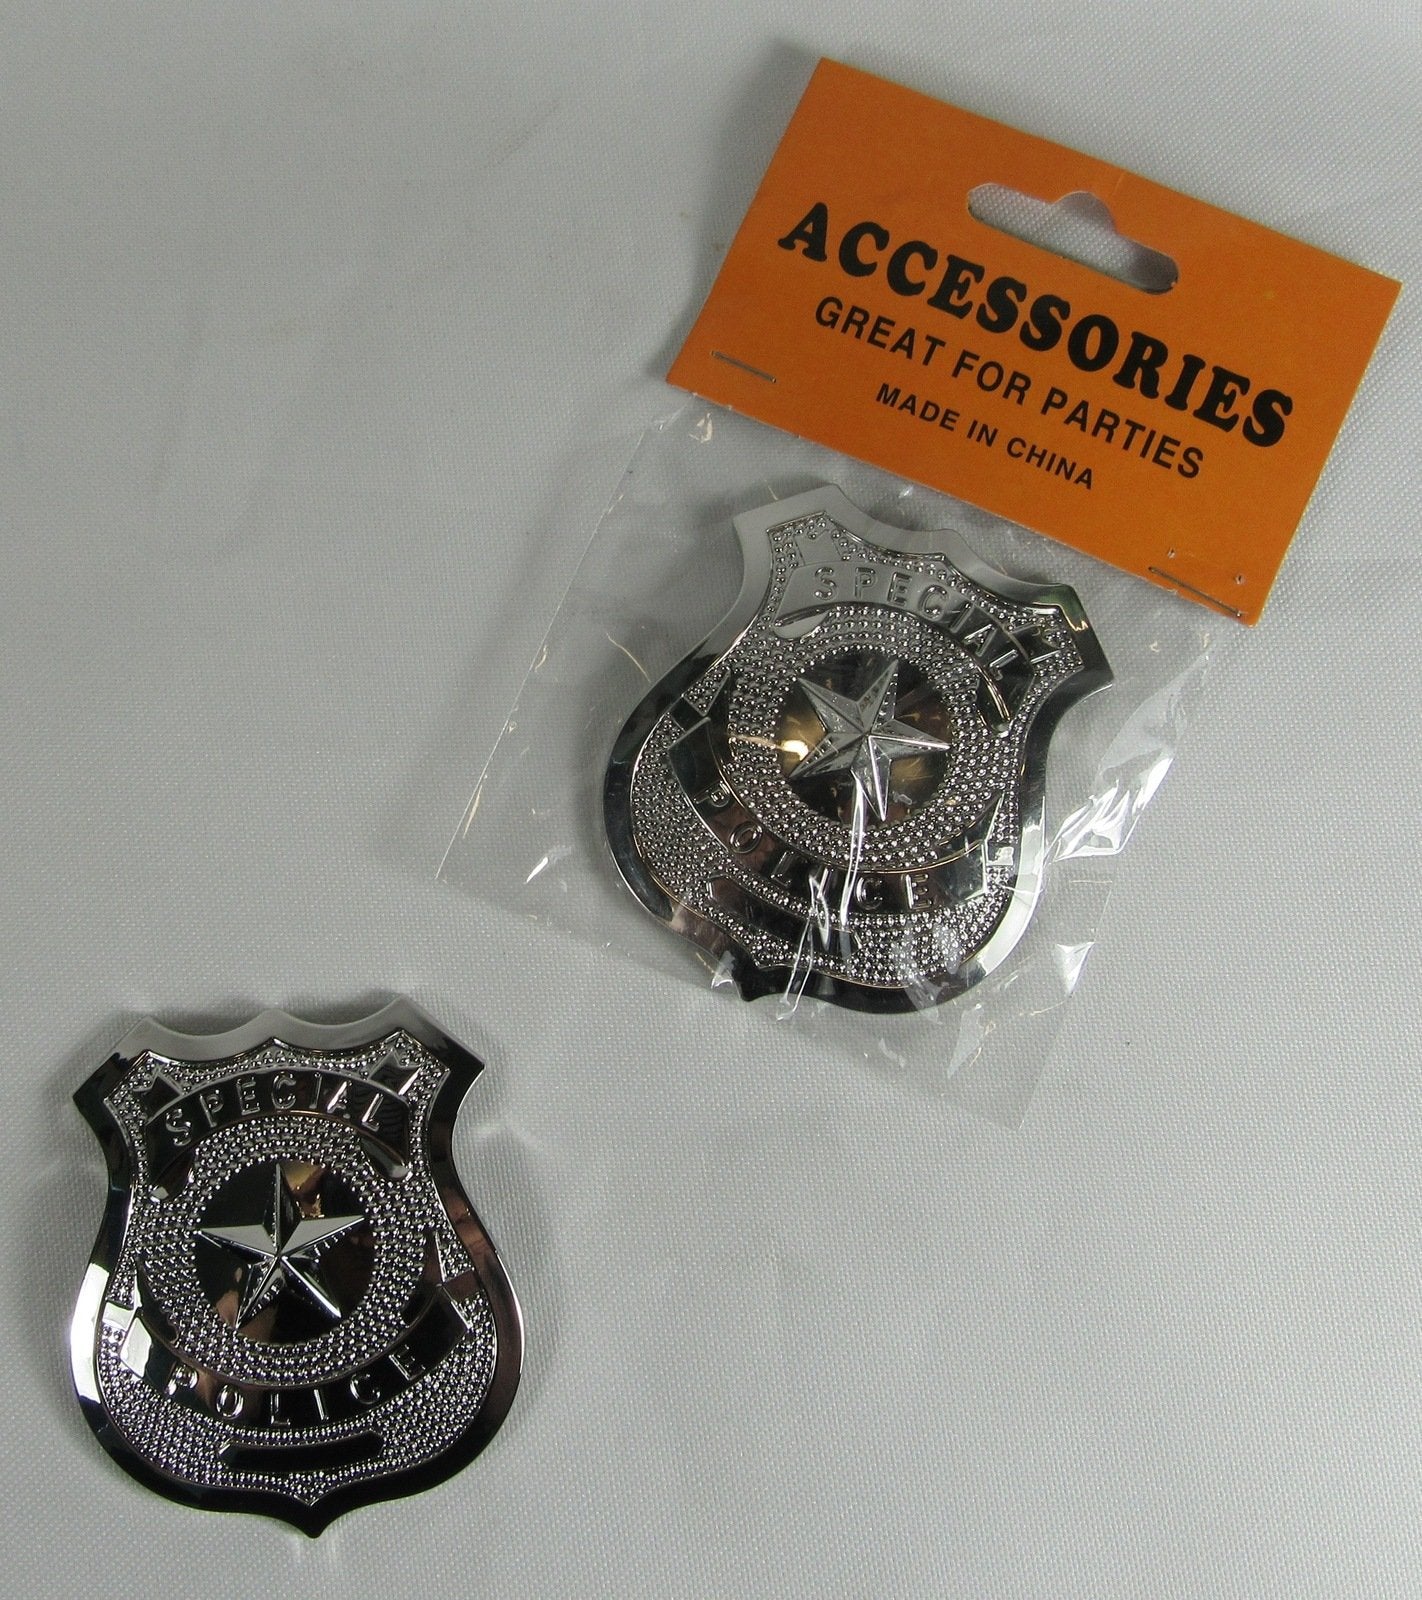 ACCESSORIES
GREAT FOR PARTIES
MADE IN CHINA
SPECIAL
POLICE
SPECIAL
POLICE